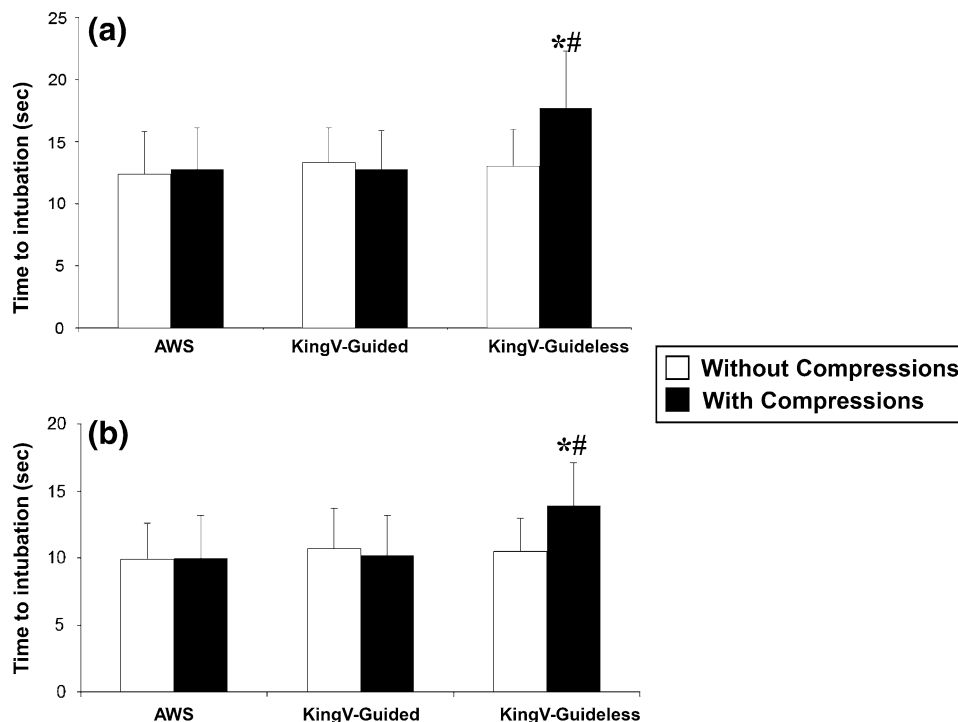 (a)
Time to intubation (sec)
25
20
15
10
5
0
*#
AWS KingV-Guided KingV-Guideless
Without Compressions
With Compressions
(b)
Time to intubation (sec)
20
15
10
5
0
*#
AWS KingV-Guided KingV-Guideless